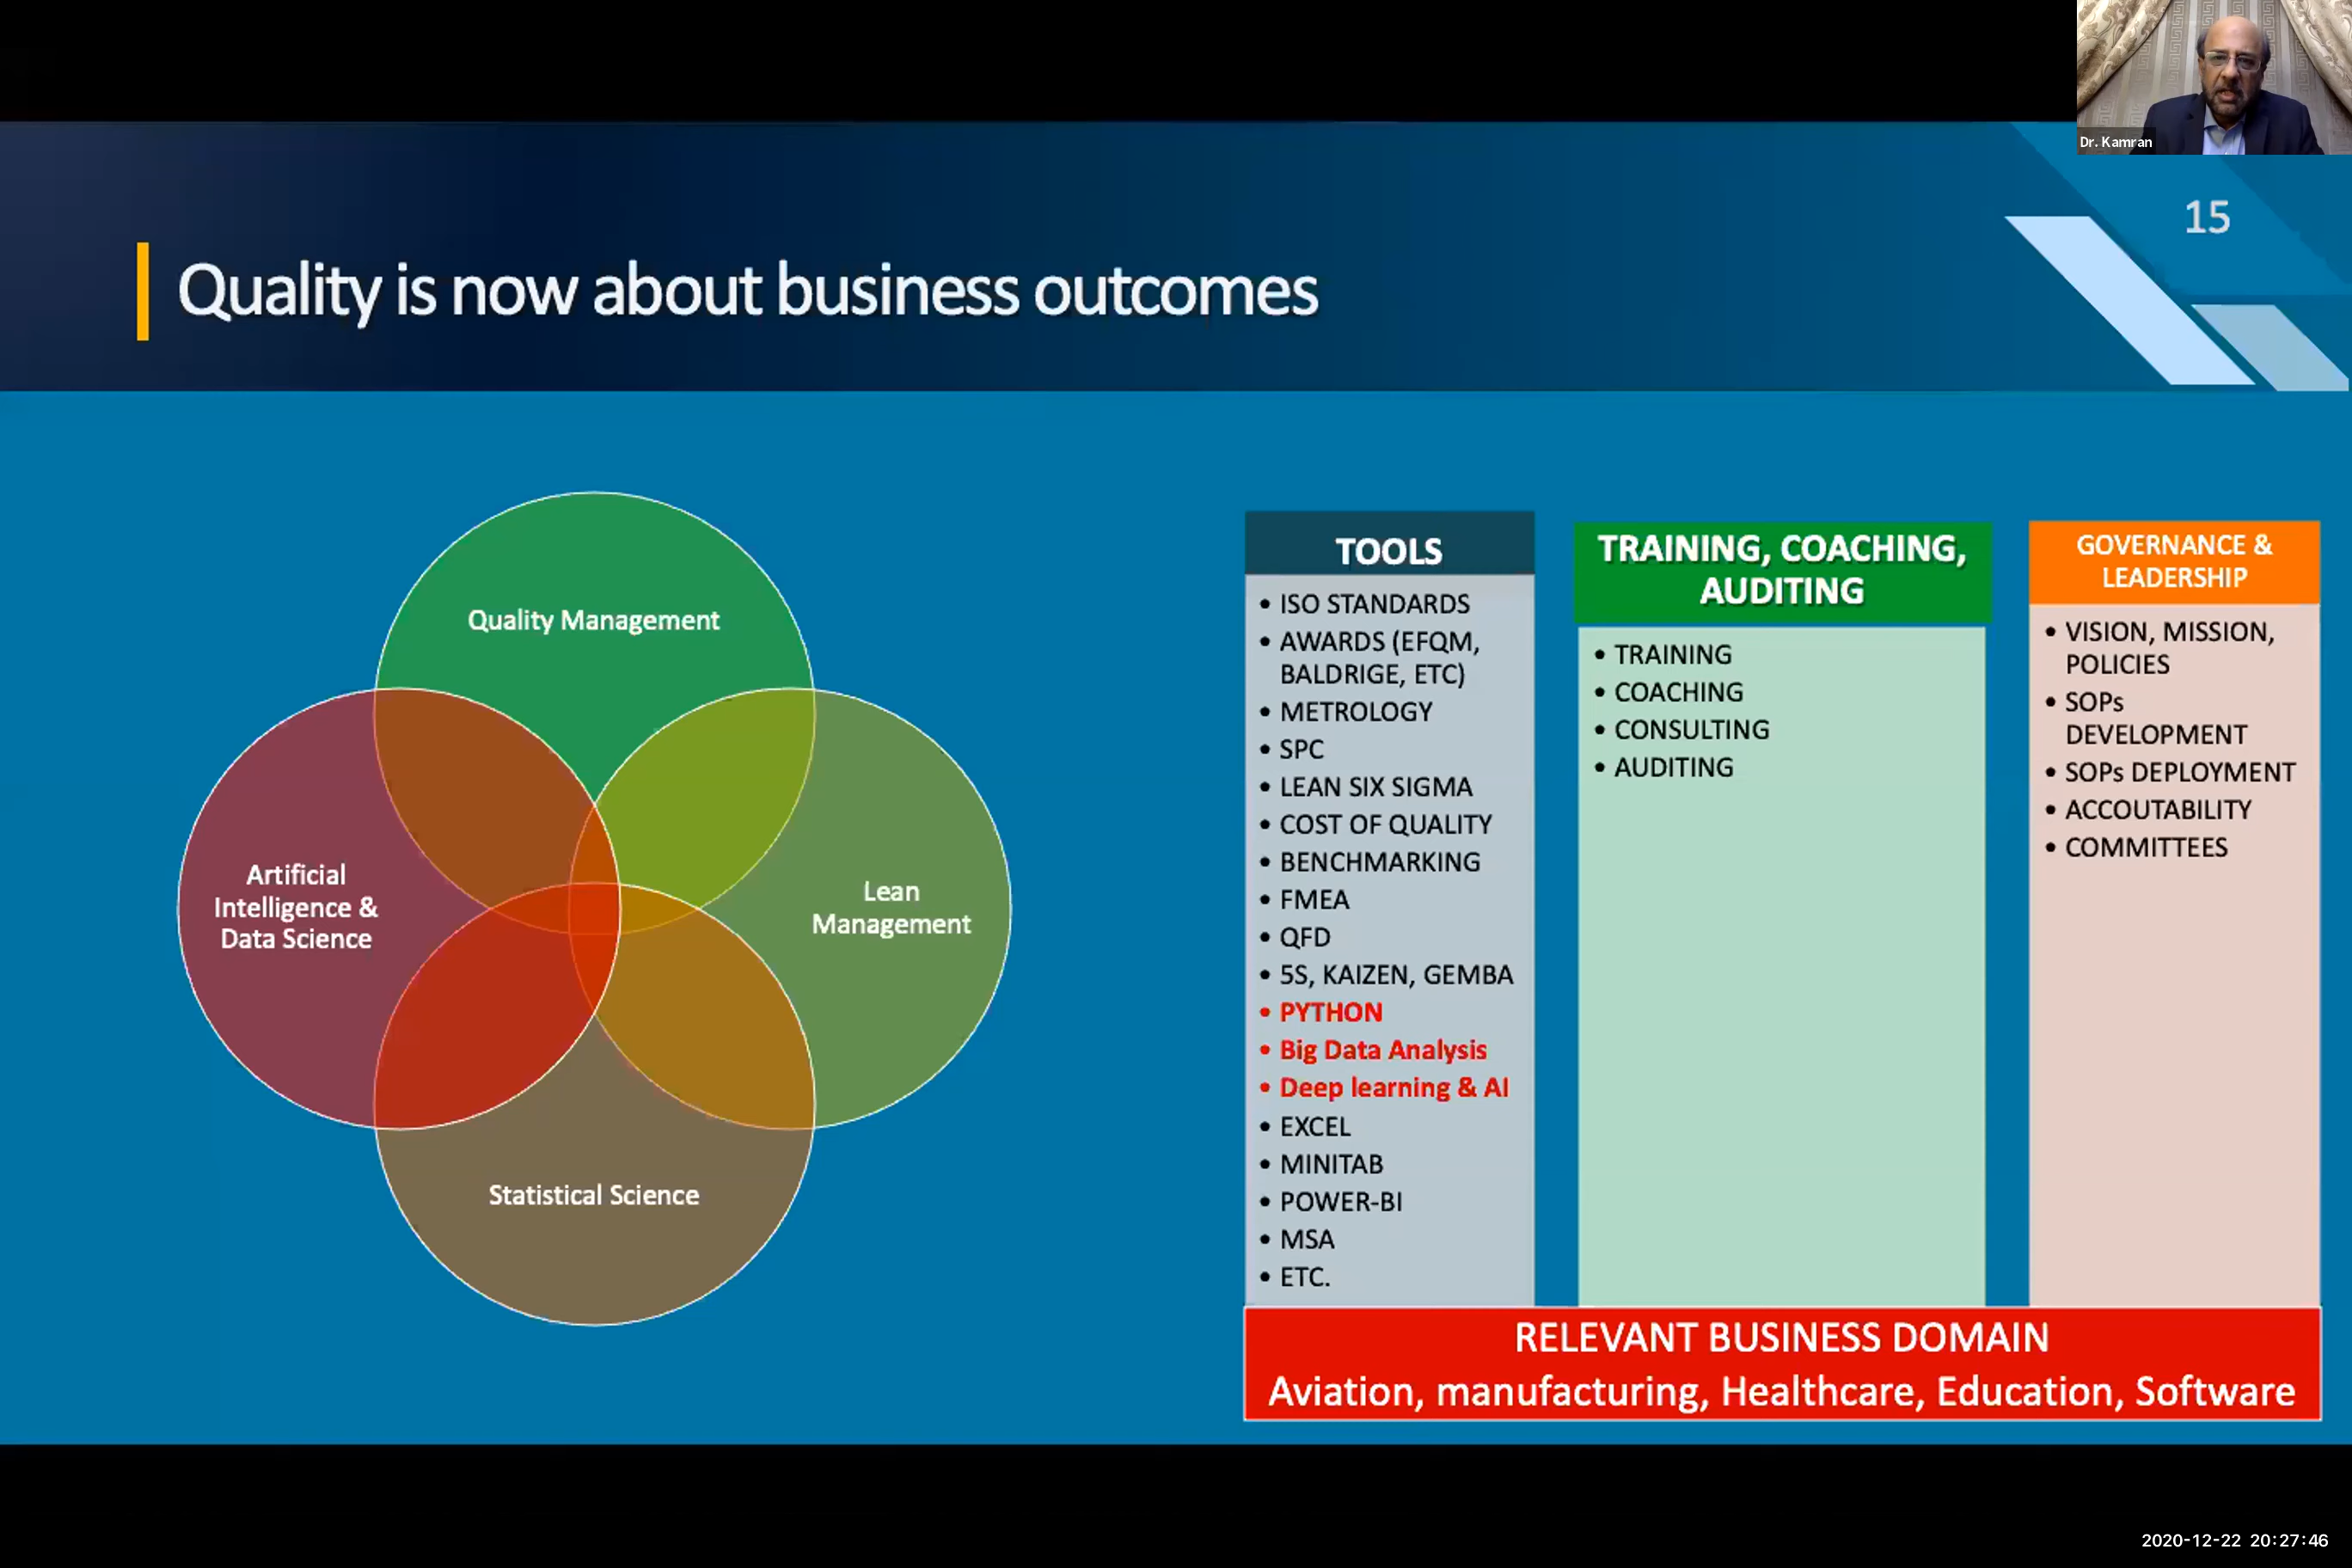 Dr. Kamran
15
Quality is now about business outcomes
Quality Management
Artificial
Intelligence &
Data Science
Lean
Management
Statistical Science
TOOLS
• ISO STANDARDS
• AWARDS (EFQM,
BALDRIGE, ETC)
• METROLOGY
• SPC
• LEAN SIX SIGMA
• COST OF QUALITY
• BENCHMARKING
• FMEA
• QFD
• 5S, KAIZEN, GEMBA
• PYTHON
• Big Data Analysis
• Deep learning & AI
• EXCEL
• MINITAB
• POWER-BI
• MSA
• ETC.
TRAINING, COACHING,
AUDITING
• TRAINING
• COACHING
• CONSULTING
• AUDITING
GOVERNANCE &
LEADERSHIP
• VISION, MISSION,
POLICIES
• SOPs
DEVELOPMENT
• SOPs DEPLOYMENT
• ACCOUTABILITY
• COMMITTEES
RELEVANT BUSINESS DOMAIN
Aviation, manufacturing, Healthcare, Education, Software
2020-12-22 20:27:46